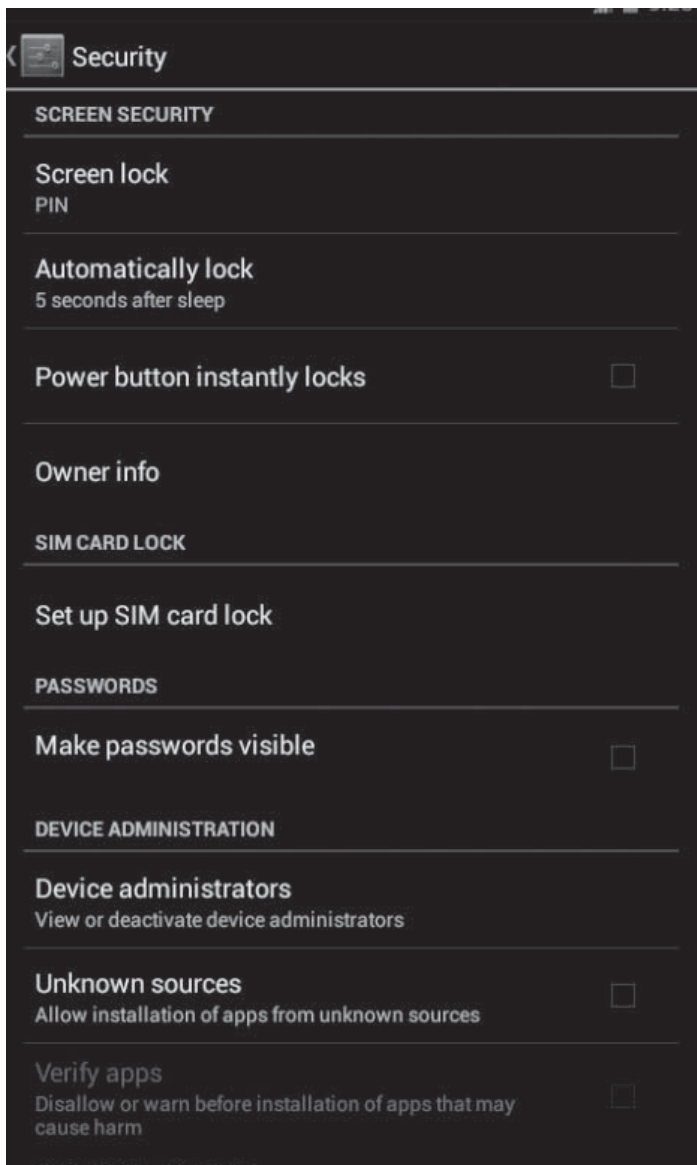 Security
SCREEN SECURITY
Screen lock
PIN
Automatically lock
5 seconds after sleep
Power button instantly locks
Owner info
SIM CARD LOCK
Set up SIM card lock
PASSWORDS
Make passwords visible
DEVICE ADMINISTRATION
Device administrators
View or deactivate device administrators
Unknown sources
Allow installation of apps from unknown sources
Verify apps
Disallow or warn before installation of apps that may
cause harm